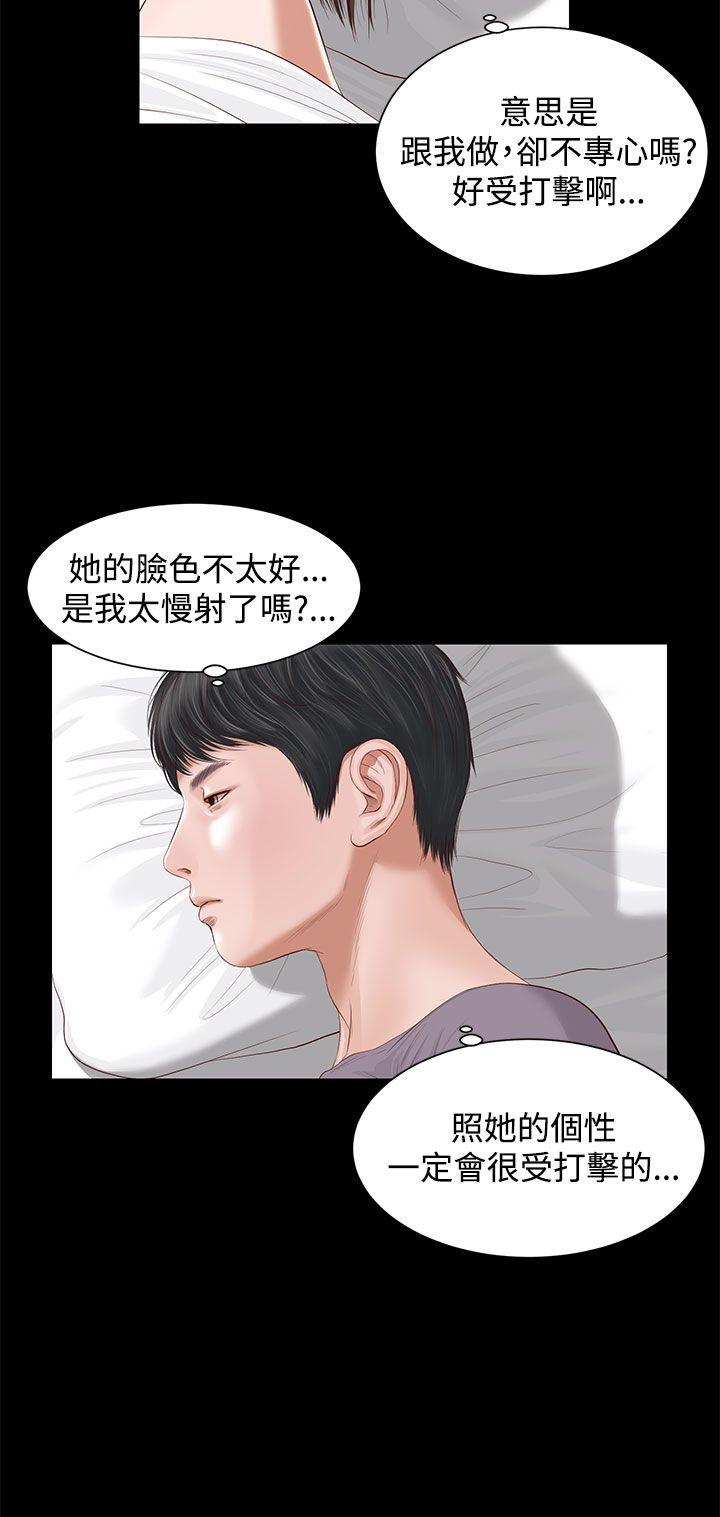 意思是
跟我做，卻不專心嗎?
好受打擊啊...
她的臉色不太好...
是我太慢射了嗎?...
照她的個性
一定會很受打擊的...